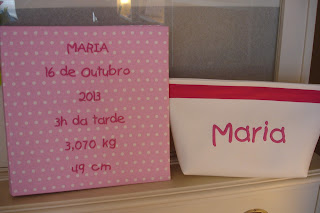 MARIA
16 de Outubro
2013
3h da tarde
3,070 kg
49 cm
Maria